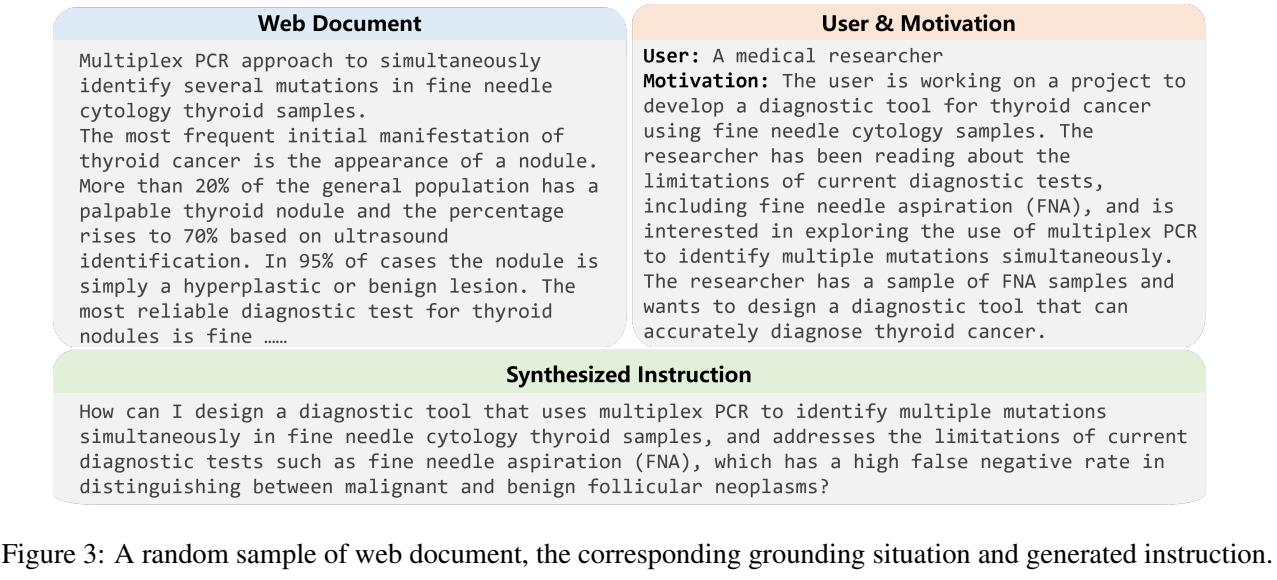 Web Document
Multiplex PCR approach to simultaneously
identify several mutations in fine needle
cytology thyroid samples.
The most frequent initial manifestation of
thyroid cancer is the appearance of a nodule.
More than 20% of the general population has a
palpable thyroid nodule and the percentage
rises to 70% based on ultrasound
identification. In 95% of cases the nodule is
simply a hyperplastic or benign lesion. The
most reliable diagnostic test for thyroid
nodules is fine ……
User & Motivation
User: A medical researcher
Motivation: The user is working on a project to
develop a diagnostic tool for thyroid cancer
using fine needle cytology samples. The
researcher has been reading about the
limitations of current diagnostic tests,
including fine needle aspiration (FNA), and is
interested in exploring the use of multiplex PCR
to identify multiple mutations simultaneously.
The researcher has a sample of FNA samples and
wants to design a diagnostic tool that can
accurately diagnose thyroid cancer.
Synthesized Instruction
How can I design a diagnostic tool that uses multiplex PCR to identify multiple mutations
simultaneously in fine needle cytology thyroid samples, and addresses the limitations of current
diagnostic tests such as fine needle aspiration (FNA), which has a high false negative rate in
distinguishing between malignant and benign follicular neoplasms?
Figure 3: A random sample of web document, the corresponding grounding situation and generated instruction.